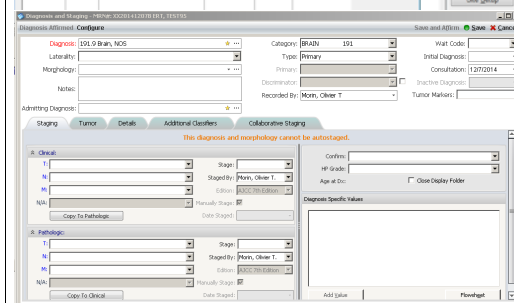 Diagnosis and Staging - MRN#: 00281412078 ERT, TEST91
Diagnosis Affirmed Configure Save and Affirm Save Cancel
Diagnosis: 191.9 Brain, NOS Category: BRAIN 191 Wait Code:
Laterality: Type: Primary Initial Diagnosis:
Morphology: Primary: Consultation: 12/7/2014
Notes: Discriminator: Inactive Diagnosis:
Recorded By: Morin, Olivier T Tumor Markers:
Admitting Diagnosis:
Staging Tumor Details Additional Classifiers Collaborative Staging
This diagnosis and morphology cannot be autostaged.
Clinical:
T: Stage:
N: Staged By: Morin, Olivier T.
M: Edition: AJCC 7th Edition
N/A: Manually Stage:
Copy To Pathologic Date Staged:
Pathologic:
T: Stage:
N: Staged By: Morin, Olivier T.
M: Edition: AJCC 7th Edition
N/A: Manually Stage:
Copy To Clinical Date Staged:
Confirm:
HP Grade:
Age at Dx: Close Display Folder
Diagnosis Specific Values
Add Value Flowsheet